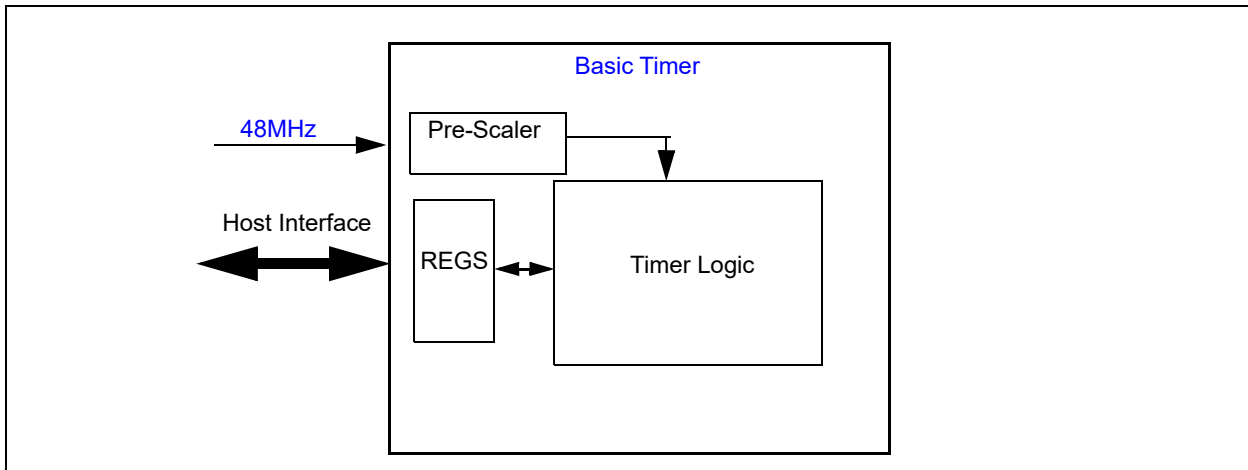 Basic Timer
48MHz
Pre-Scaler
Host Interface
REGS
Timer Logic